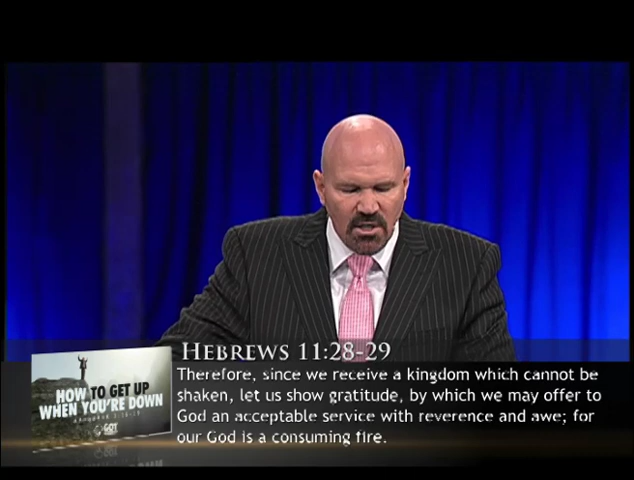 HEBREWS 11:28-29
Therefore, since we receive a kingdom which cannot be
shaken, let us show gratitude, by which we may offer to
God an acceptable service with reverence and awe; for
our God is a consuming fire.
HOW TO GET UP
WHEN YOU'RE DOWN